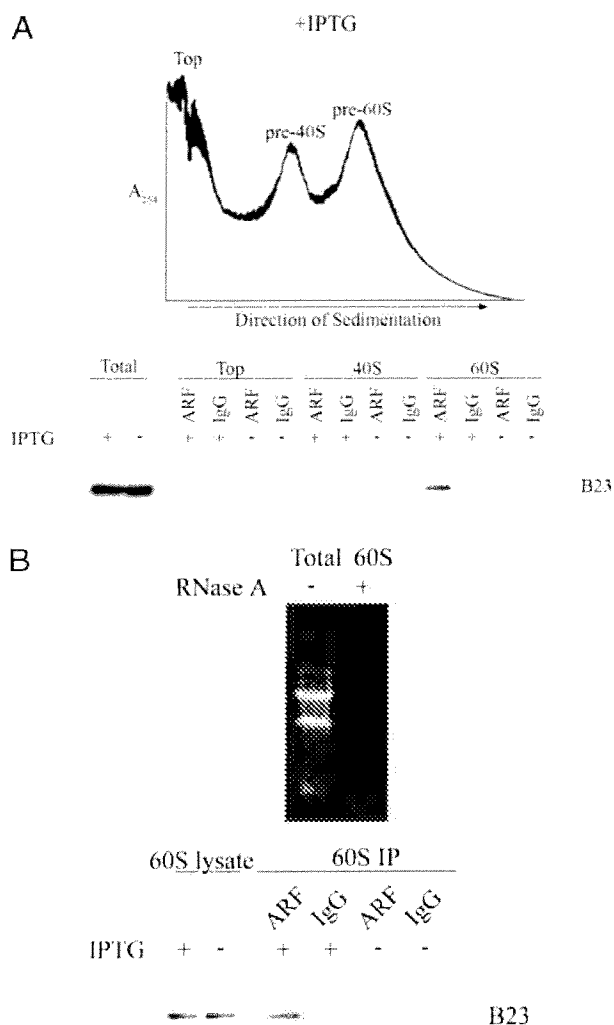 A
+IPTG
Top
pre-40S
pre-60S
A254
Direction of Sedimentation
Total Top 40S 60S
ARF IgG ARF IgG ARF IgG ARF IgG ARF IgG ARF IgG
IPTG + - + + - - + + - - + + - -
B23
B
Total 60S
RNase A - +
60S lysate 60S IP
ARF IgG ARF IgG
IPTG + - + + - -
B23